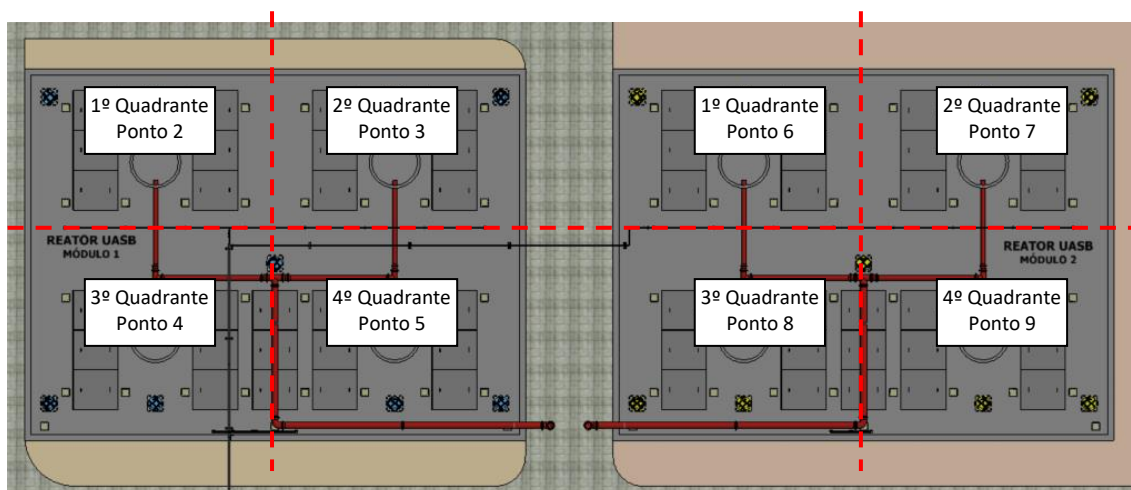 1º Quadrante
Ponto 2
2º Quadrante
Ponto 3
1º Quadrante
Ponto 6
2º Quadrante
Ponto 7
REATOR UASB
MÓDULO 1
REATOR UASB
MÓDULO 2
3º Quadrante
Ponto 4
4º Quadrante
Ponto 5
3º Quadrante
Ponto 8
4º Quadrante
Ponto 9